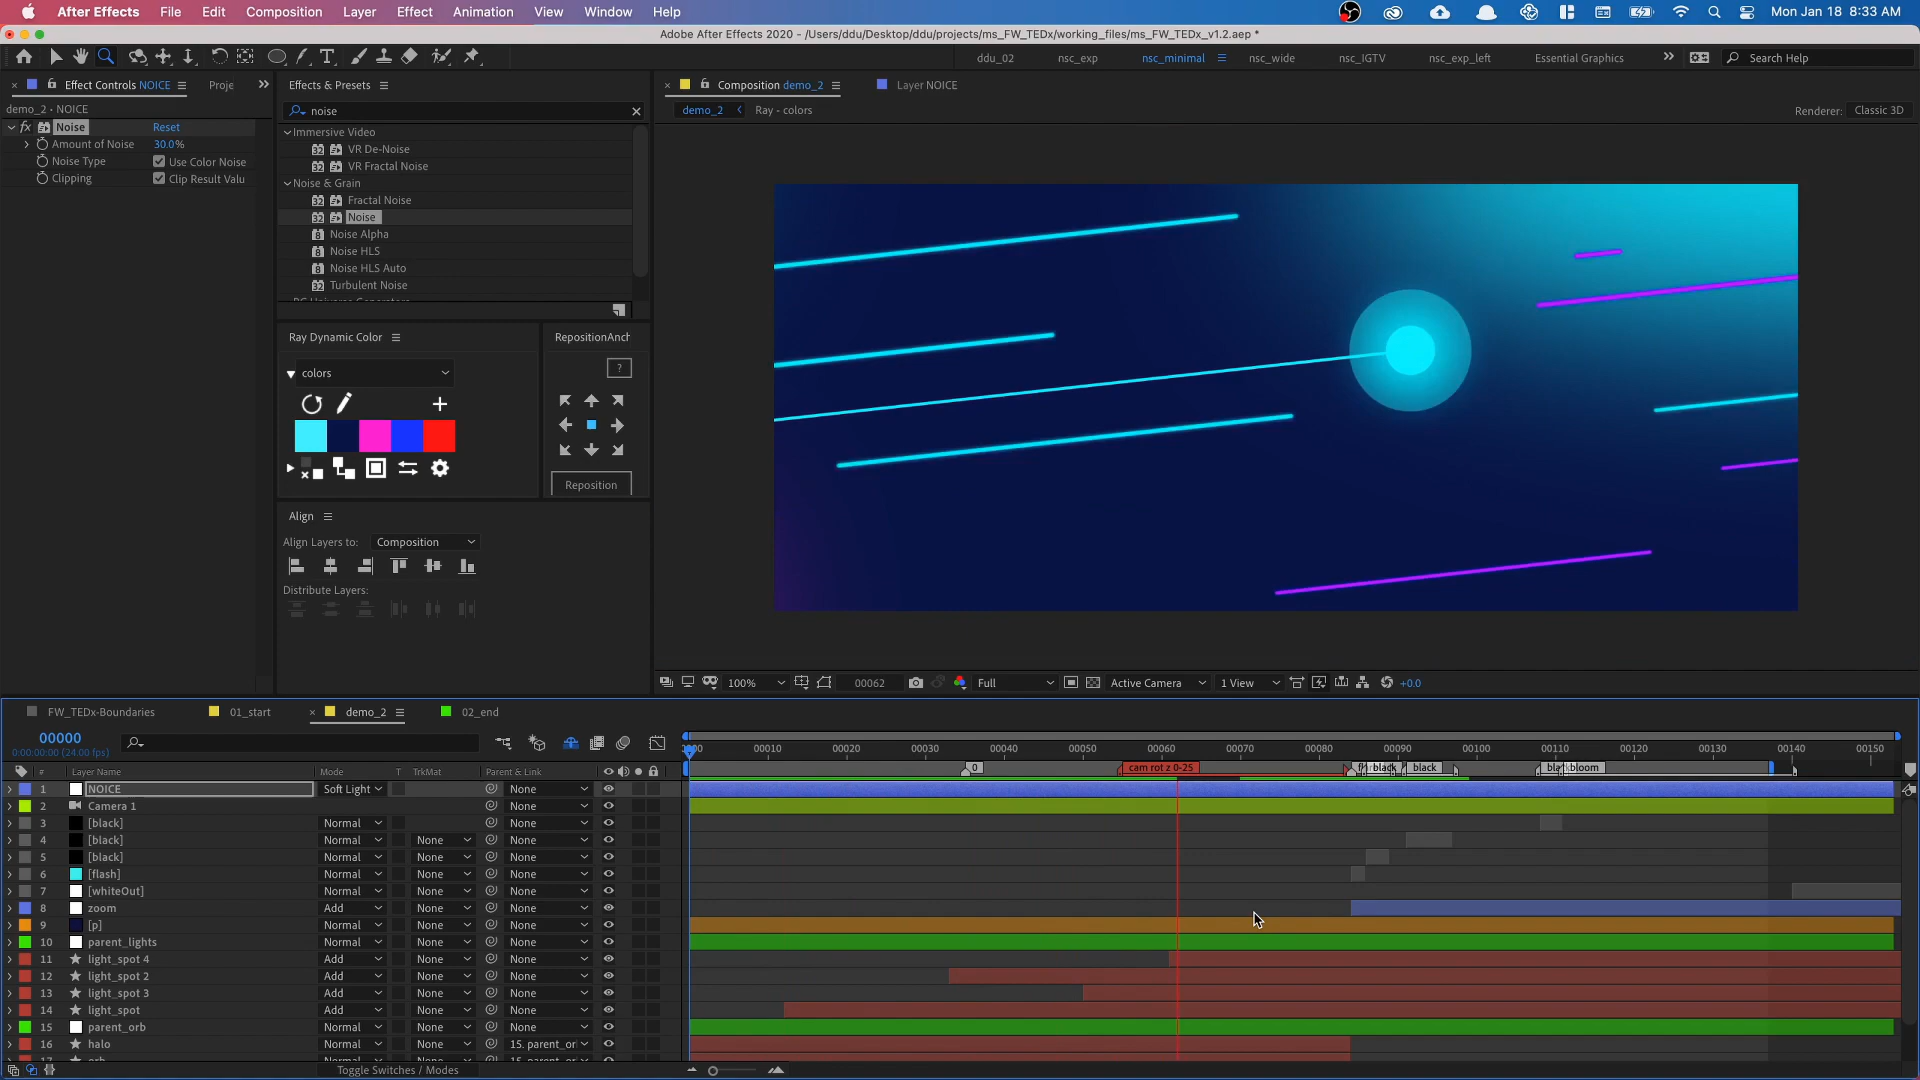 After Effects File Edit Composition Layer Effect Animation View Window Help Mon Jan 18 8:33 AM
Adobe After Effects 2020 - /Users/ddu/Desktop/ddu/projects/ms_FW_TEDx/working_files/ms_FW_TEDx_v1.2.aep *
ddu_02 nsc_exp nsc_minimal nsc_wide nsc_IGTV nsc_exp_left Essential Graphics Search Help
Effect Controls NOICE Proje
demo_2 • NOICE
fx Noise Reset
Amount of Noise 30.0%
Noise Type Use Color Noise
Clipping Clip Result Valu
Effects & Presets
noise
Immersive Video
VR De-Noise
VR Fractal Noise
Noise & Grain
Fractal Noise
Noise
Noise Alpha
Noise HLS
Noise HLS Auto
Turbulent Noise
Ray Dynamic Color
colors
RepositionAnch
?
Reposition
Align
Align Layers to: Composition
Distribute Layers:
Composition demo_2 Layer NOICE
demo_2 Ray - colors
Renderer: Classic 3D
100% 00062 Full Active Camera 1 View +0.0
FW_TEDx-Boundaries 01_start demo_2 02_end
00000
0:00:00:00 (24.00 fps)
00010 00020 00030 00040 00050 00060 00070 00080 00090 00100 00110 00120 00130 00140 00150
# Layer Name Mode T TrkMat Parent & Link
0 cam rot z 0-25 black black bloom
1 NOICE Soft Light None
2 Camera 1 None
3 [black] Normal None
4 [black] Normal None None
5 [black] Normal None None
6 [flash] Normal None None
7 [whiteOut] Normal None None
8 zoom Add None None
9 [p] Normal None None
10 parent_lights Normal None None
11 light_spot 4 Add None None
12 light_spot 2 Add None None
13 light_spot 3 Add None None
14 light_spot Add None None
15 parent_orb Normal None None
16 halo Normal None 15. parent_or
Toggle Switches / Modes